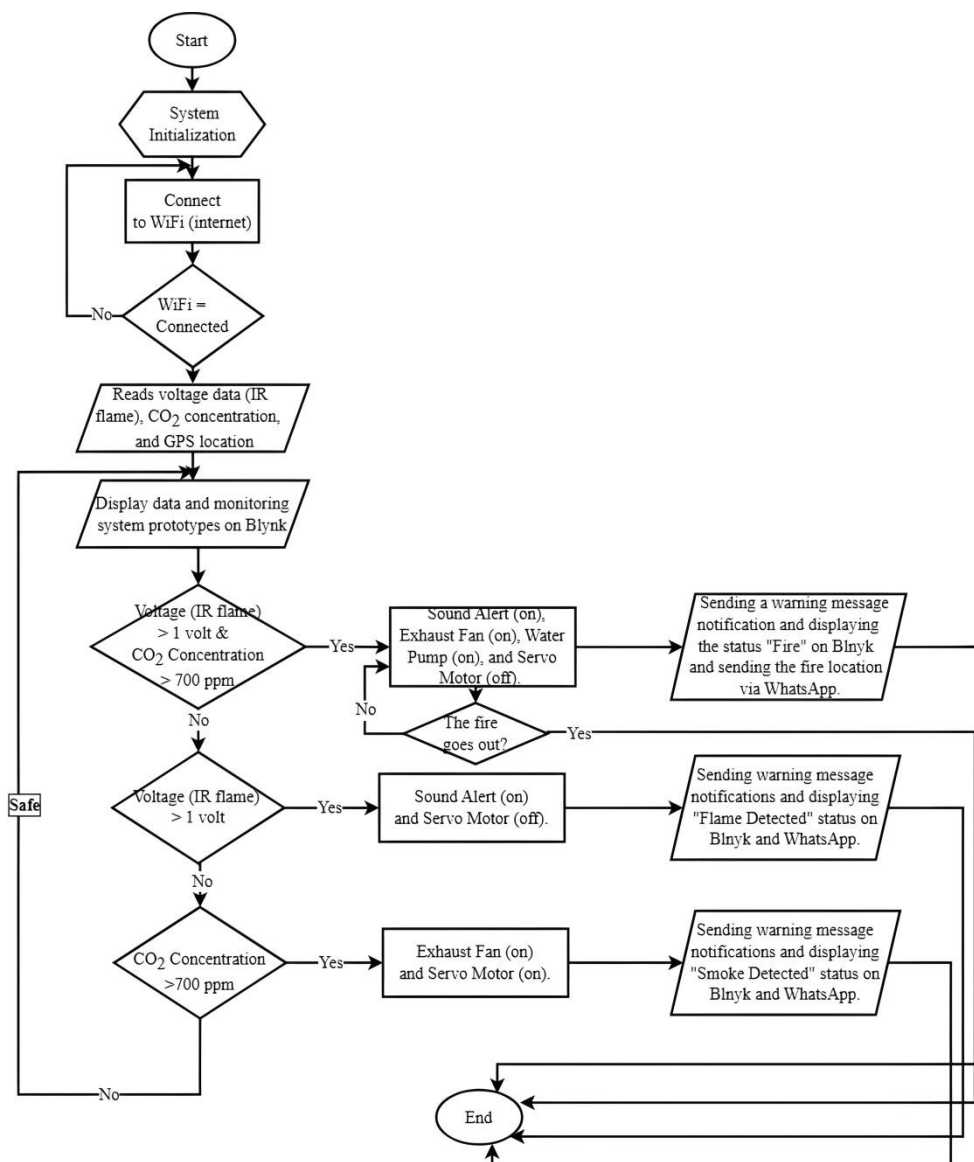 Start
System
Initialization
Connect
to WiFi (internet)
WiFi =
Connected
No
Reads voltage data (IR
flame), CO2 concentration,
and GPS location
Display data and monitoring
system prototypes on Blynk
Voltage (IR flame)
> 1 volt &
CO2 Concentration
> 700 ppm
Yes
Sound Alert (on),
Exhaust Fan (on), Water
Pump (on), and Servo
Motor (off).
Sending a warning message
notification and displaying
the status "Fire" on Blnyk
and sending the fire location
via WhatsApp.
No
The fire
goes out?
Yes
No
Voltage (IR flame)
> 1 volt
Yes
Sound Alert (on)
and Servo Motor (off).
Sending warning message
notifications and displaying
"Flame Detected" status on
Blnyk and WhatsApp.
Safe
No
CO2 Concentration
>700 ppm
Yes
Exhaust Fan (on)
and Servo Motor (on).
Sending warning message
notifications and displaying
"Smoke Detected" status on
Blnyk and WhatsApp.
No
End